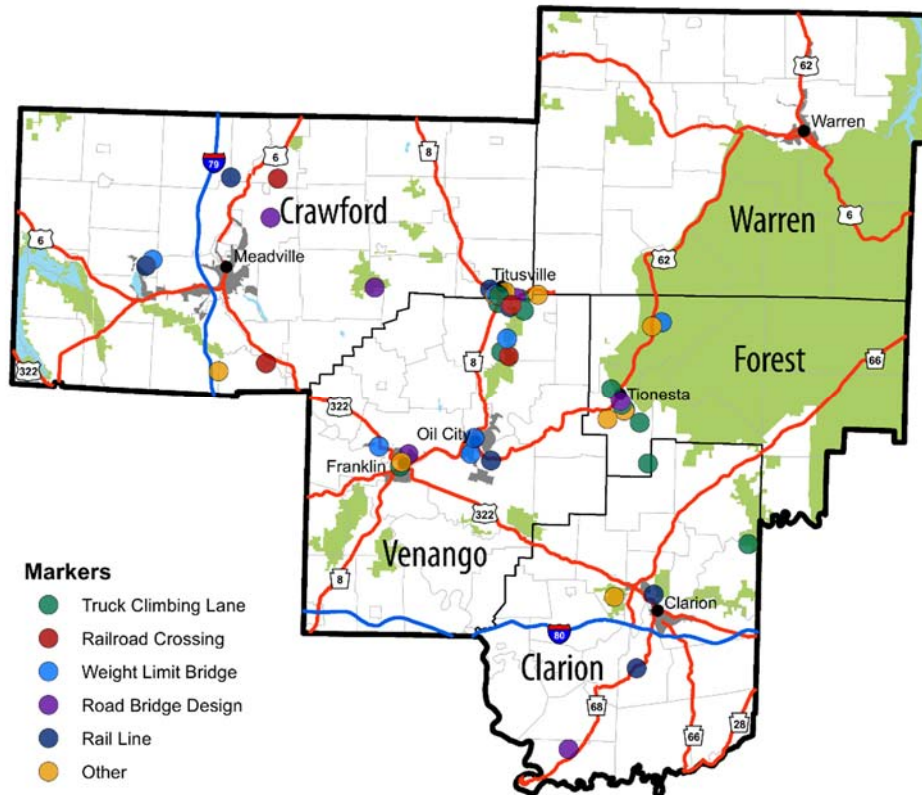 62
62
Warren
8
6
79
Crawford
Warren
6
6
62
Meadville
Titusville
Forest
66
8
322
Tionesta
322
Oil City
Franklin
322
Venango
8
Markers
Truck Climbing Lane
Railroad Crossing
Weight Limit Bridge
Road Bridge Design
Rail Line
Other
Clarion
80
Clarion
68
66
28